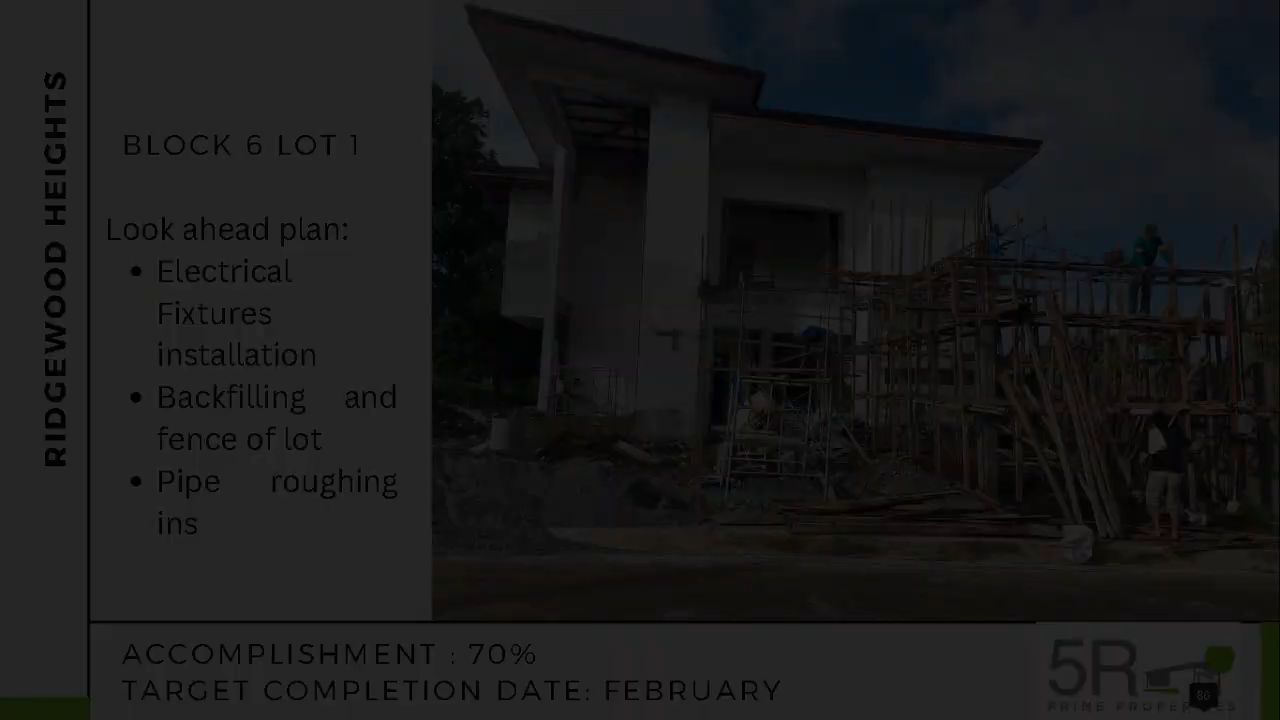 RIDGEWOOD HEIGHTS
BLOCK 6 LOT 1
Look ahead plan:
• Electrical
Fixtures
installation
• Backfilling and
fence of lot
• Pipe roughing
ins
ACCOMPLISHMENT : 70%
TARGET COMPLETION DATE: FEBRUARY
5R
PRIME PROPERTIES
86